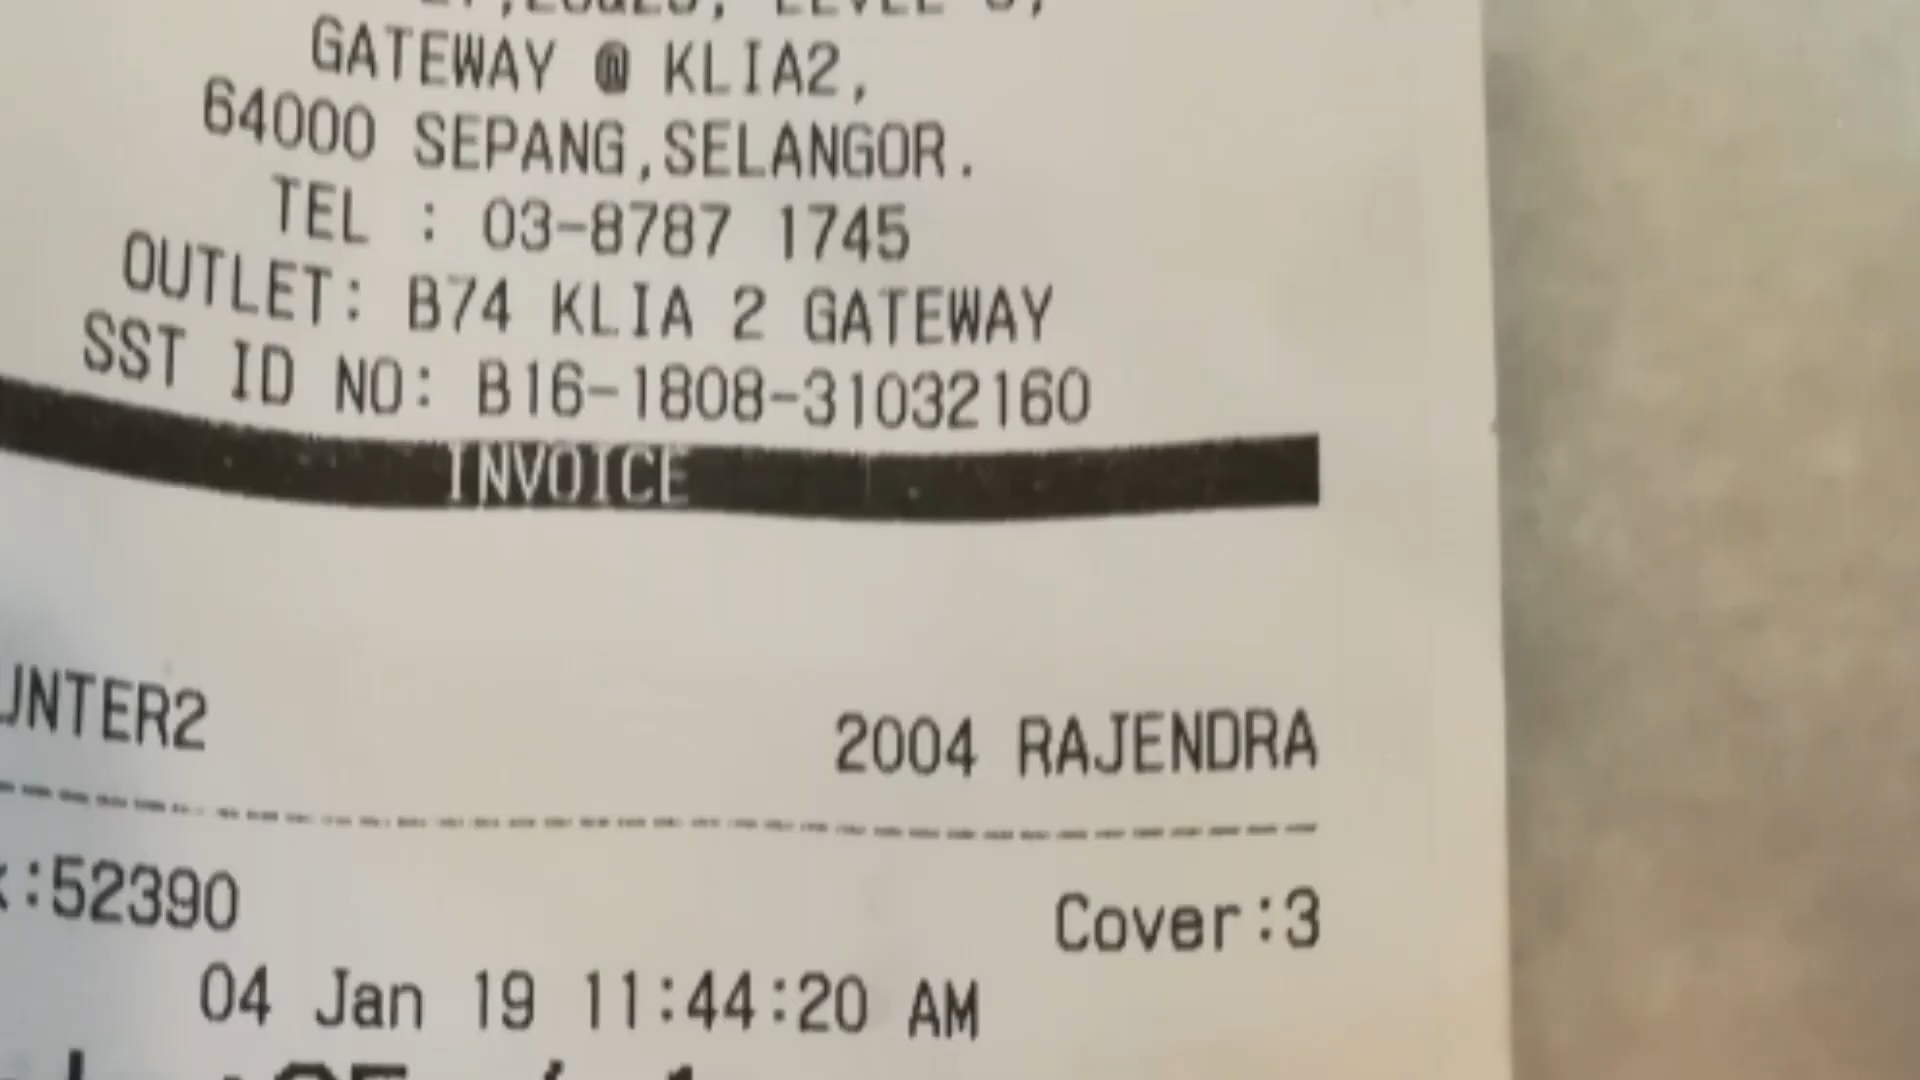 GATEWAY @ KLIA2,
64000 SEPANG,SELANGOR.
TEL : 03-8787 1745
OUTLET: B74 KLIA 2 GATEWAY
SST ID NO: B16-1808-31032160
INVOICE
UNTER2 2004 RAJENDRA
:52390 Cover:3
04 Jan 19 11:44:20 AM